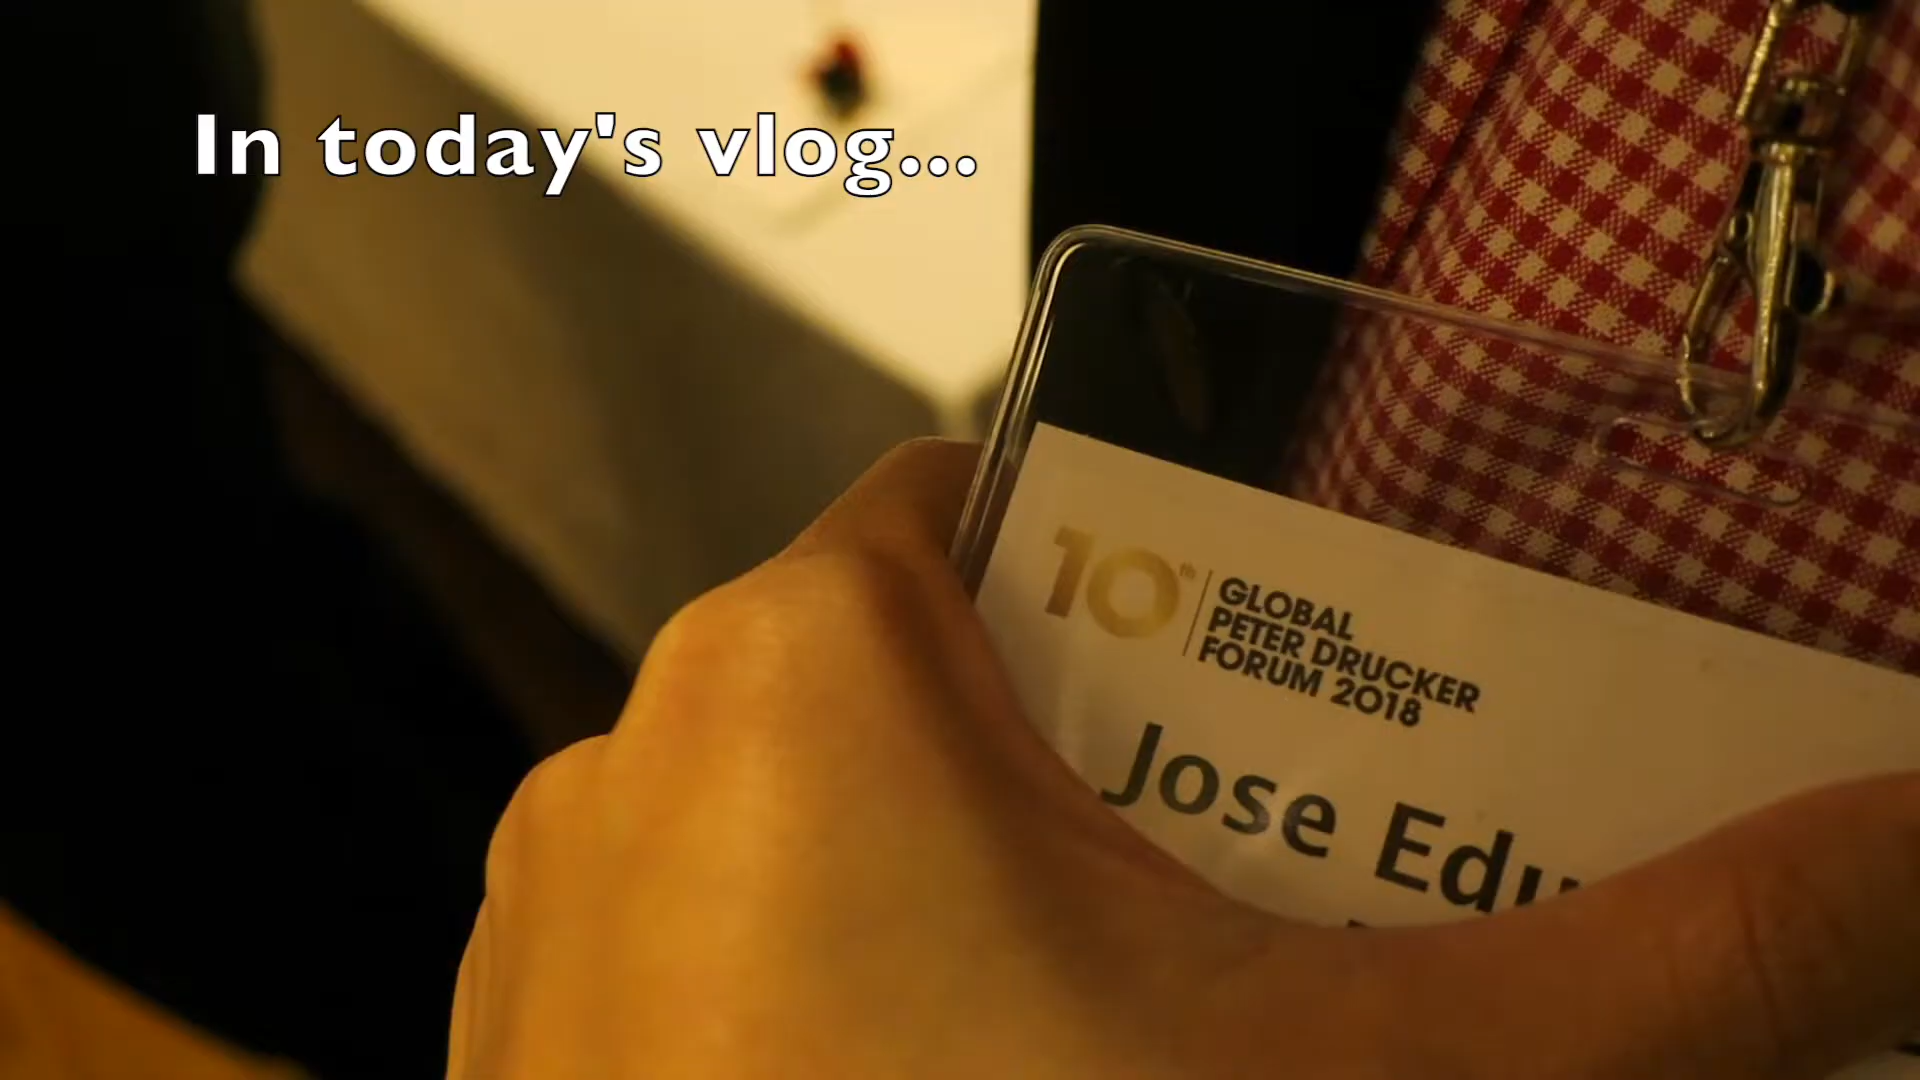 In today's vlog...
10th
GLOBAL
PETER DRUCKER
FORUM 2018
Jose